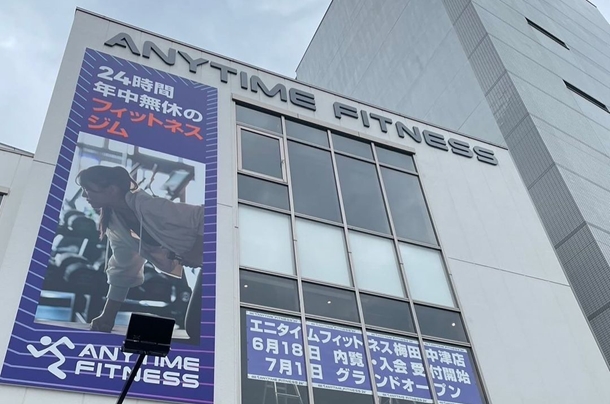 ANYTIME FITNESS
24時間
年中無休の
フィットネス
ジム
ANYTIME
FITNESS
エニタイムフィットネス梅田中津店
6月18日 内覧・入会受付開始
7月1日 グランドオープン